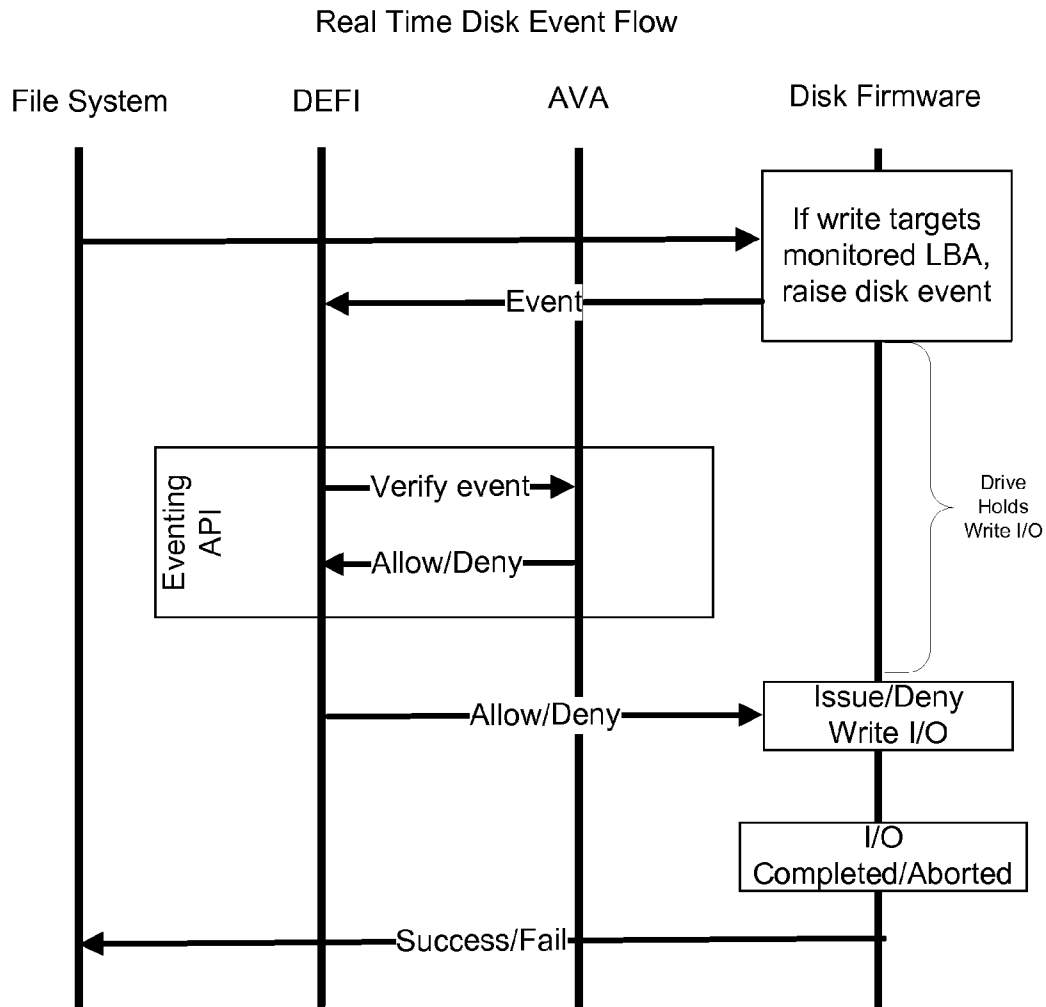 Real Time Disk Event Flow
File System
DEFI
AVA
Disk Firmware
If write targets
monitored LBA,
raise disk event
Event
Eventing
API
Verify event
Allow/Deny
Drive
Holds
Write I/O
Allow/Deny
Issue/Deny
Write I/O
I/O
Completed/Aborted
Success/Fail